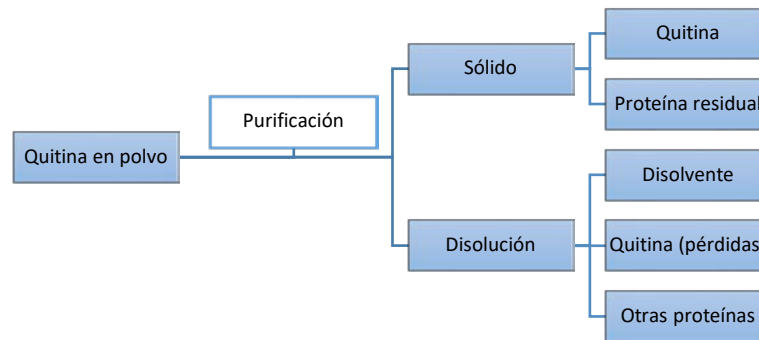 Quitina
Sólido
Proteína residual
Purificación
Quitina en polvo
Disolvente
Disolución
Quitina (pérdidas
Otras proteínas